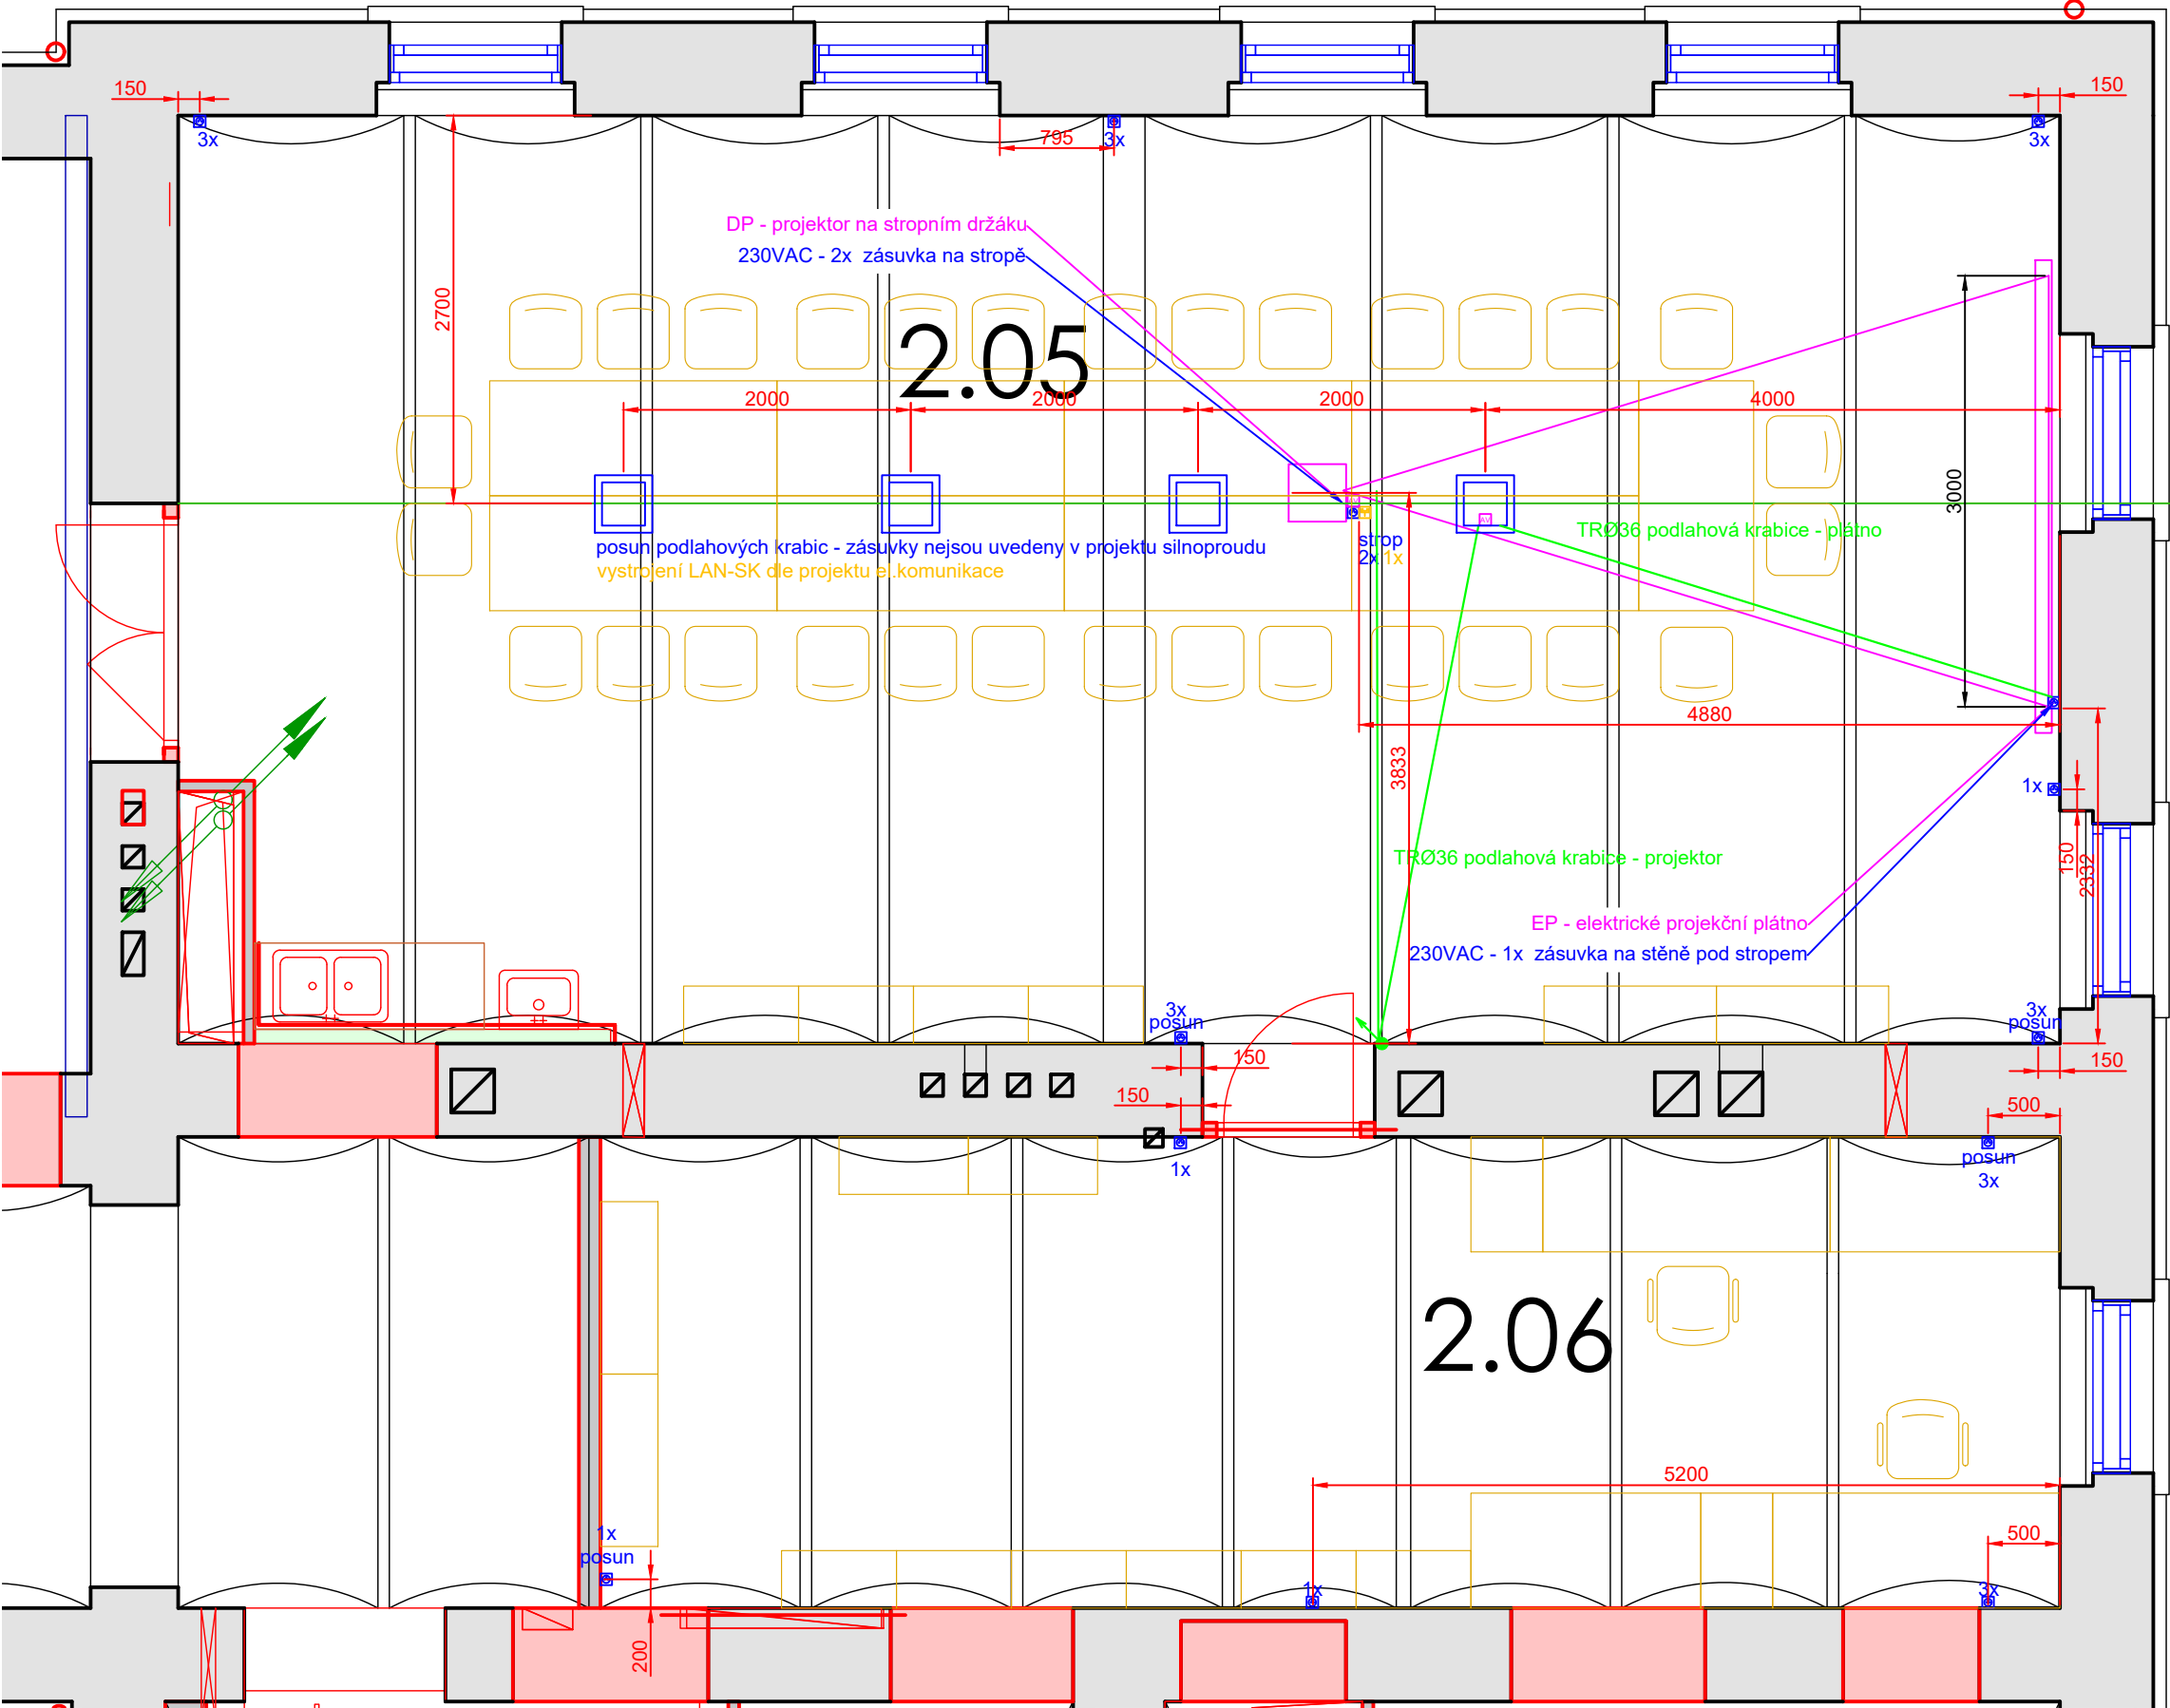 150
150
3x
795
3x
3x
DP - projektor na stropním držáku
230VAC - 2x  zásuvka na stropě
2700
2.05
2000
2000
2000
4000
3000
AV
TRØ36 podlahová krabice - plátno
posun podlahových krabic - zásuvky nejsou uvedeny v projektu silnoproudu
strop
vystrojení LAN-SK dle projektu el.komunikace
2x 1x
4880
3833
1x
150
2332
TRØ36 podlahová krabice - projektor
EP - elektrické projekční plátno
230VAC - 1x  zásuvka na stěně pod stropem
3x
posun
3x
posun
150
150
150
500
1x
posun
3x
2.06
5200
1x
posun
500
1x
3x
200